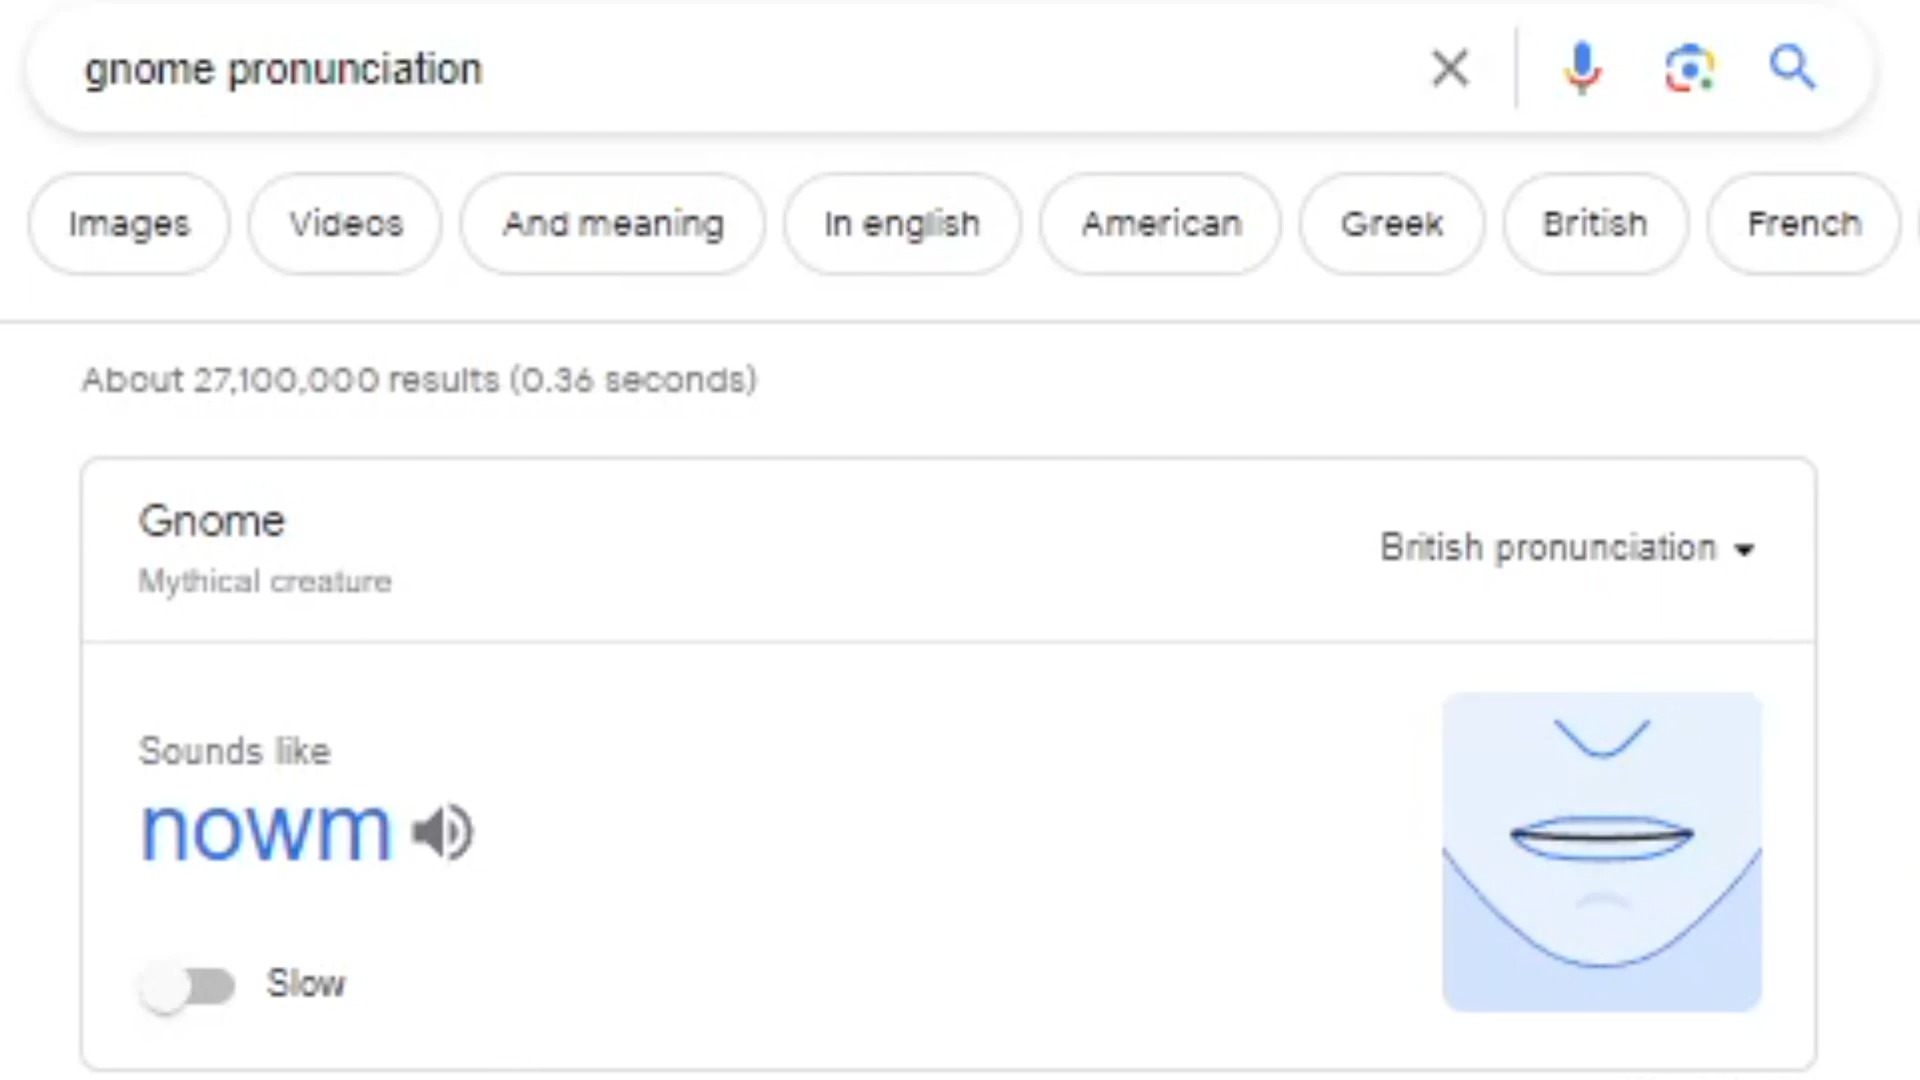 gnome pronunciation
Images Videos And meaning In english American Greek British French
About 27,100,000 results (0.36 seconds)
Gnome
Mythical creature
British pronunciation
Sounds like
nowm
Slow